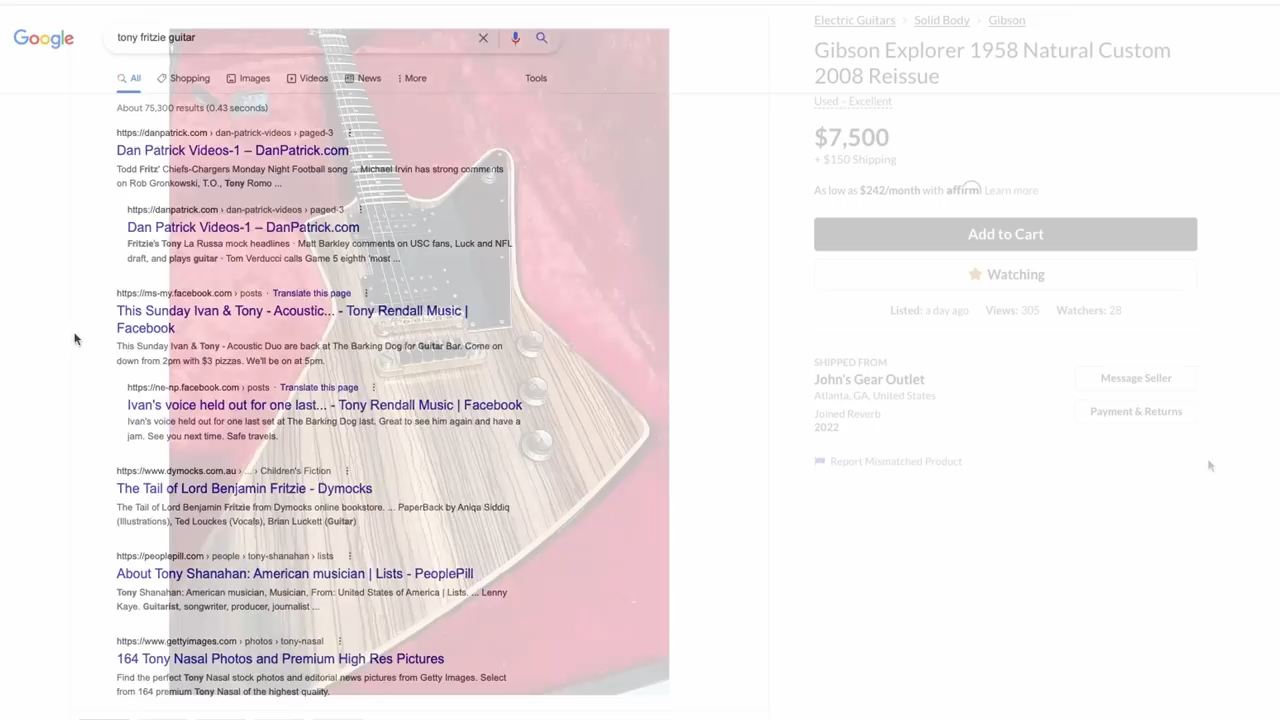 Google
tony fritzie guitar
All
Shopping
Images
Videos
News
More
Tools
About 75,300 results (0.43 seconds)
https://danpatrick.com › dan-patrick-videos › paged-3
Dan Patrick Videos-1 – DanPatrick.com
Todd Fritz' Chiefs-Chargers Monday Night Football song ... Michael Irvin has strong comments
on Rob Gronkowski, T.O., Tony Romo ...
https://danpatrick.com › dan-patrick-videos › paged-3
Dan Patrick Videos-1 – DanPatrick.com
Fritzie's Tony La Russa mock headlines · Matt Barkley comments on USC fans, Luck and NFL
draft, and plays guitar · Tom Verducci calls Game 5 eighth 'most ...
https://ms-my.facebook.com › posts · Translate this page
This Sunday Ivan & Tony - Acoustic... - Tony Rendall Music |
Facebook
This Sunday Ivan & Tony - Acoustic Duo are back at The Barking Dog for Guitar Bar. Come on
down from 2pm with $3 pizzas. We'll be on at 5pm.
https://ne-np.facebook.com › posts · Translate this page
Ivan's voice held out for one last... - Tony Rendall Music | Facebook
Ivan's voice held out for one last set at The Barking Dog last. Great to see him again and have a
jam. See you next time. Safe travels.
https://www.dymocks.com.au › ... › Children's Fiction
The Tail of Lord Benjamin Fritzie - Dymocks
The Tail of Lord Benjamin Fritzie from Dymocks online bookstore. ... PaperBack by Aniqa Siddiq
(Illustrations), Ted Louckes (Vocals), Brian Luckett (Guitar)
https://peoplepill.com › people › tony-shanahan › lists
About Tony Shanahan: American musician | Lists - PeoplePill
Tony Shanahan: American musician, Musician, From: United States of America | Lists. ... Lenny
Kaye. Guitarist, songwriter, producer, journalist ...
https://www.gettyimages.com › photos › tony-nasal
164 Tony Nasal Photos and Premium High Res Pictures
Find the perfect Tony Nasal stock photos and editorial news pictures from Getty Images. Select
from 164 premium Tony Nasal of the highest quality.
Electric Guitars › Solid Body › Gibson
Gibson Explorer 1958 Natural Custom
2008 Reissue
Used – Excellent
$7,500
+ $150 Shipping
As low as $242/month with affirm Learn more
Add to Cart
Watching
Listed: a day ago Views: 305 Watchers: 28
SHIPPED FROM
John's Gear Outlet
Atlanta, GA, United States
Joined Reverb
2022
Message Seller
Payment & Returns
Report Mismatched Product